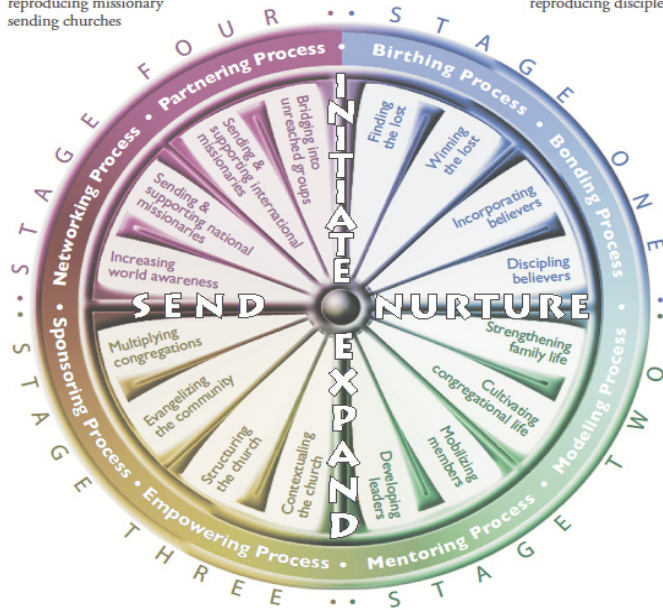 reproducing missionary
sending churches
reproducing disciple
STAGE ONE
Birthing Process • Bonding Process
Finding
the lost
Winning
the lost
Incorporating
believers
Discipling
believers
STAGE TWO
Modeling Process • Mentoring Process
Strengthening
family life
Cultivating
congregational life
Mobilizing
members
Developing
leaders
STAGE THREE
Empowering Process • Sponsoring Process
Contextualing
the church
Structuring
the church
Evangelizing
the community
Multiplying
congregations
STAGE FOUR
Networking Process • Partnering Process
Increasing
world awareness
Sending &
supporting national
missionaries
Sending &
supporting international
missionaries
Bridging into
unreached groups
INITIATE
NURTURE
EXPAND
SEND